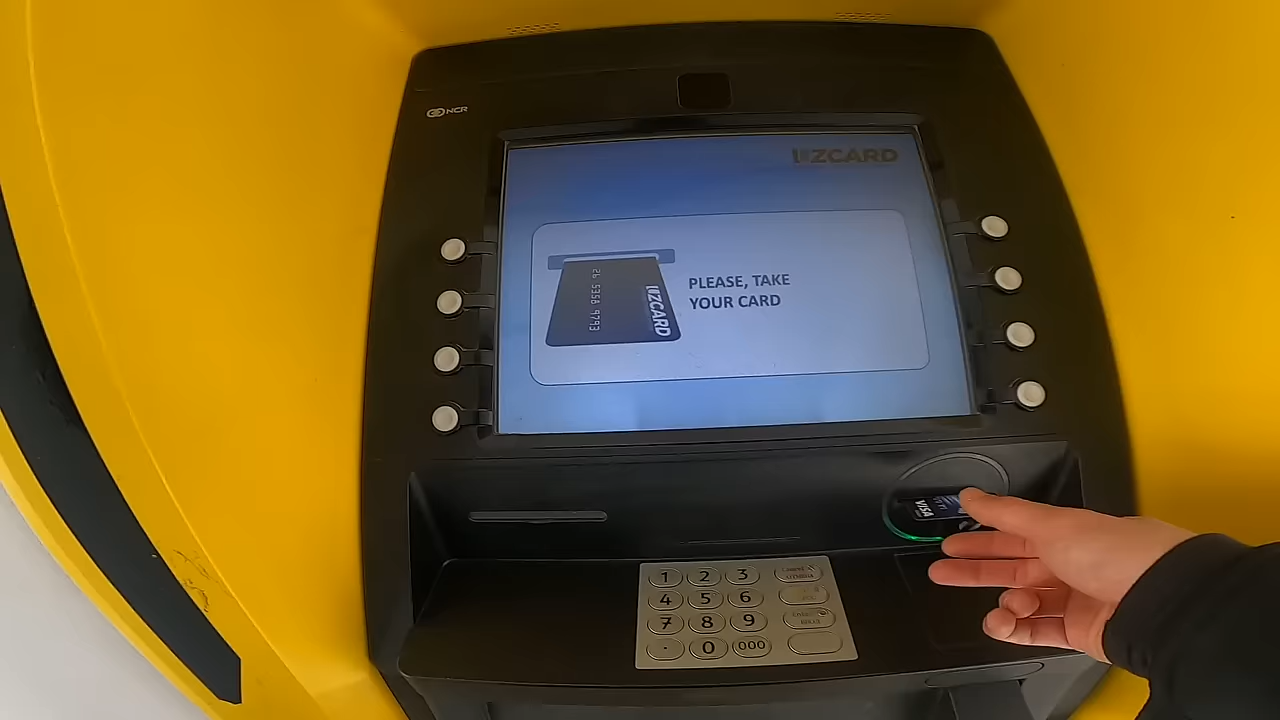 NCR
UZCARD
PLEASE, TAKE
YOUR CARD
UZCARD
VISA
1 2 3
4 5 6
7 8 9
· 0 000